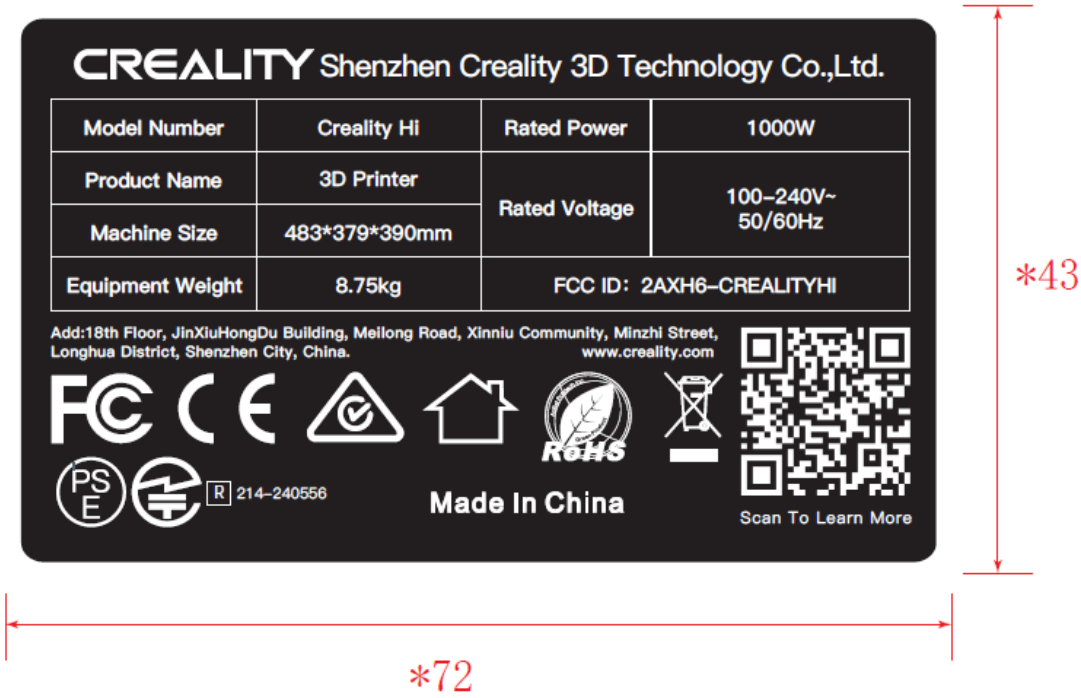 CREALITY Shenzhen Creality 3D Technology Co.,Ltd.
Model Number Creality Hi Rated Power 1000W
Product Name 3D Printer
Rated Voltage 100-240V~
50/60Hz
Machine Size 483*379*390mm
Equipment Weight 8.75kg FCC ID: 2AXH6-CREALITYHI
Add:18th Floor, JinXiuHongDu Building, Meilong Road, Xinniu Community, Minzhi Street,
Longhua District, Shenzhen City, China. www.creality.com
FC CE RoHS
PS
E
R 214-240556
Made In China
Scan To Learn More
*43
*72